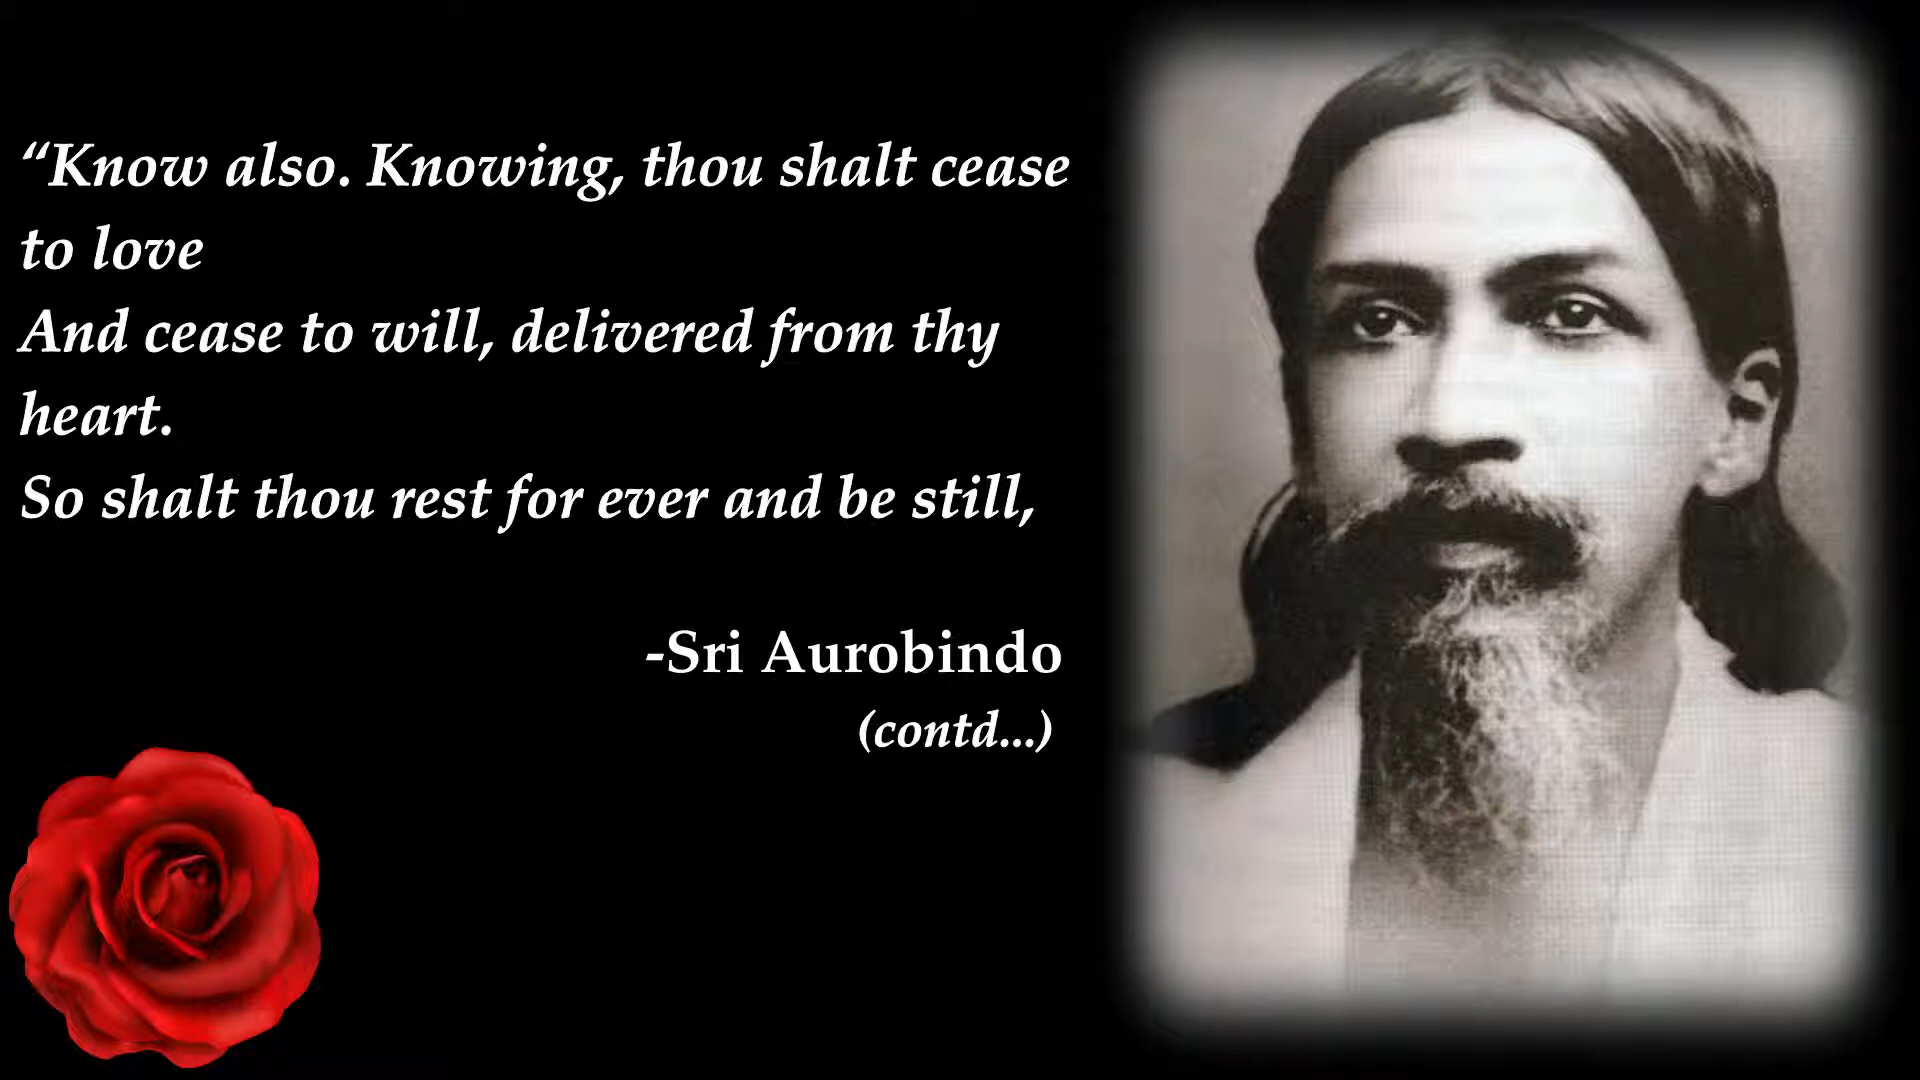 “Know also. Knowing, thou shalt cease
to love
And cease to will, delivered from thy
heart.
So shalt thou rest for ever and be still,
-Sri Aurobindo
(contd...)